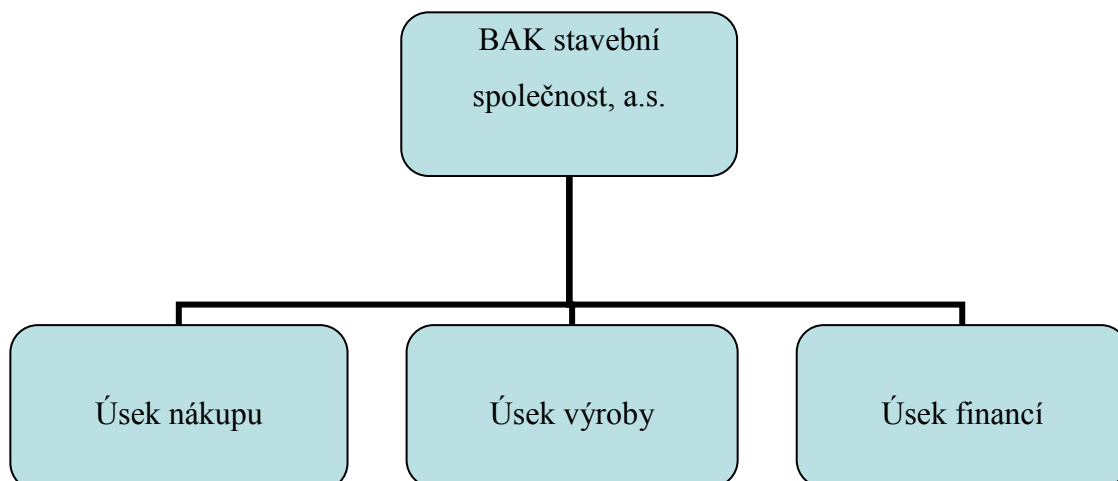 BAK stavební
společnost, a.s.
Úsek nákupu
Úsek výroby
Úsek financí